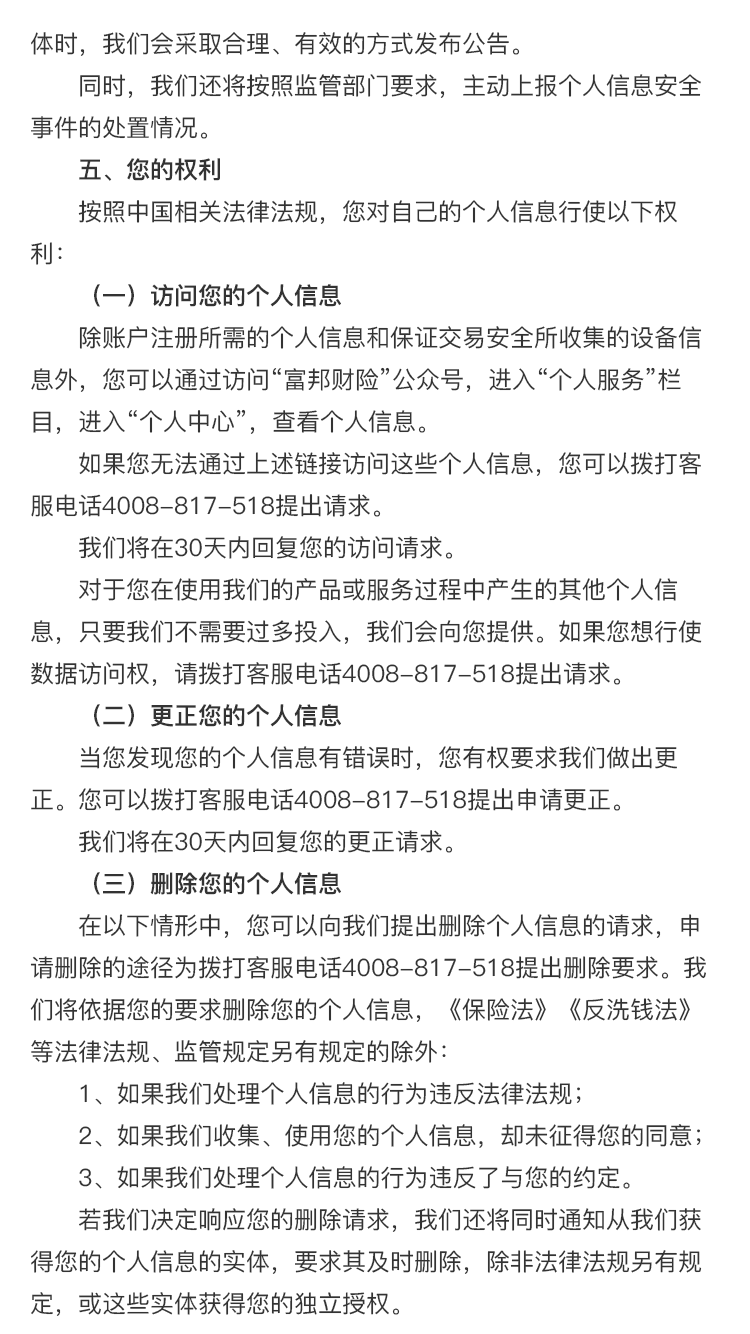 体时，我们会采取合理、有效的方式发布公告。
同时，我们还将按照监管部门要求，主动上报个人信息安全
事件的处置情况。
五、您的权利
按照中国相关法律法规，您对自己的个人信息行使以下权
利：
（一）访问您的个人信息
除账户注册所需的个人信息和保证交易安全所收集的设备信
息外，您可以通过访问“富邦财险”公众号，进入“个人服务”栏
目，进入“个人中心”，查看个人信息。
如果您无法通过上述链接访问这些个人信息，您可以拨打客
服电话4008-817-518提出请求。
我们将在30天内回复您的访问请求。
对于您在使用我们的产品或服务过程中产生的其他个人信
息，只要我们不需要过多投入，我们会向您提供。如果您想行使
数据访问权，请拨打客服电话4008-817-518提出请求。
（二）更正您的个人信息
当您发现您的个人信息有错误时，您有权要求我们做出更
正。您可以拨打客服电话4008-817-518提出申请更正。
我们将在30天内回复您的更正请求。
（三）删除您的个人信息
在以下情形中，您可以向我们提出删除个人信息的请求，申
请删除的途径为拨打客服电话4008-817-518提出删除要求。我
们将依据您的要求删除您的个人信息，《保险法》《反洗钱法》
等法律法规、监管规定另有规定的除外：
1、如果我们处理个人信息的行为违反法律法规；
2、如果我们收集、使用您的个人信息，却未征得您的同意；
3、如果我们处理个人信息的行为违反了与您的约定。
若我们决定响应您的删除请求，我们还将同时通知从我们获
得您的个人信息的实体，要求其及时删除，除非法律法规另有规
定，或这些实体获得您的独立授权。